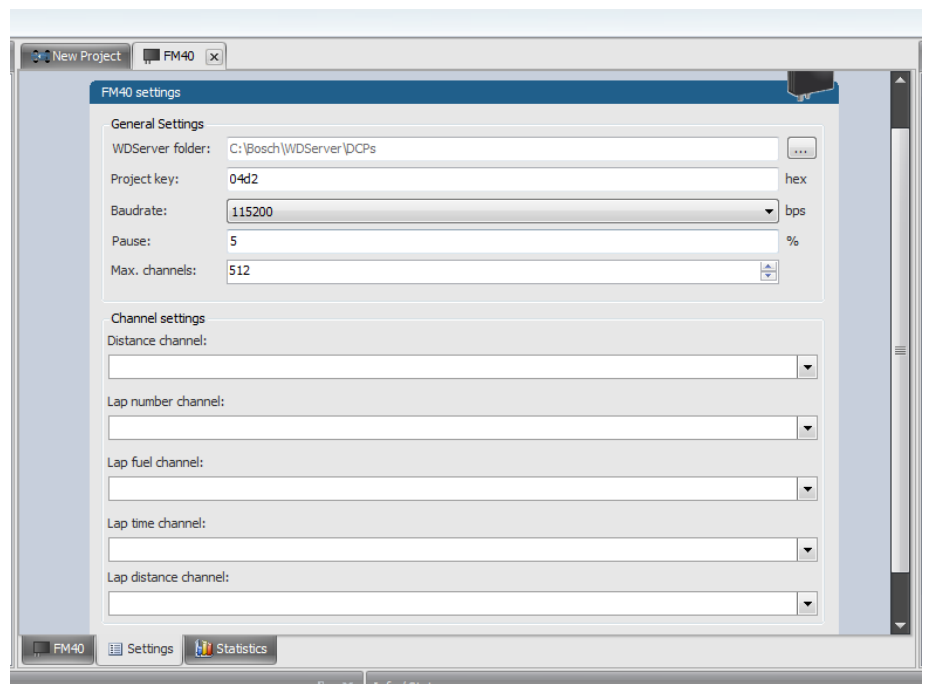 New Project FM40
FM40 settings
General Settings
WDServer folder: C:\Bosch\WDServer\DCPs ...
Project key: 04d2 hex
Baudrate: 115200 bps
Pause: 5 %
Max. channels: 512
Channel settings
Distance channel:
Lap number channel:
Lap fuel channel:
Lap time channel:
Lap distance channel:
FM40 Settings Statistics